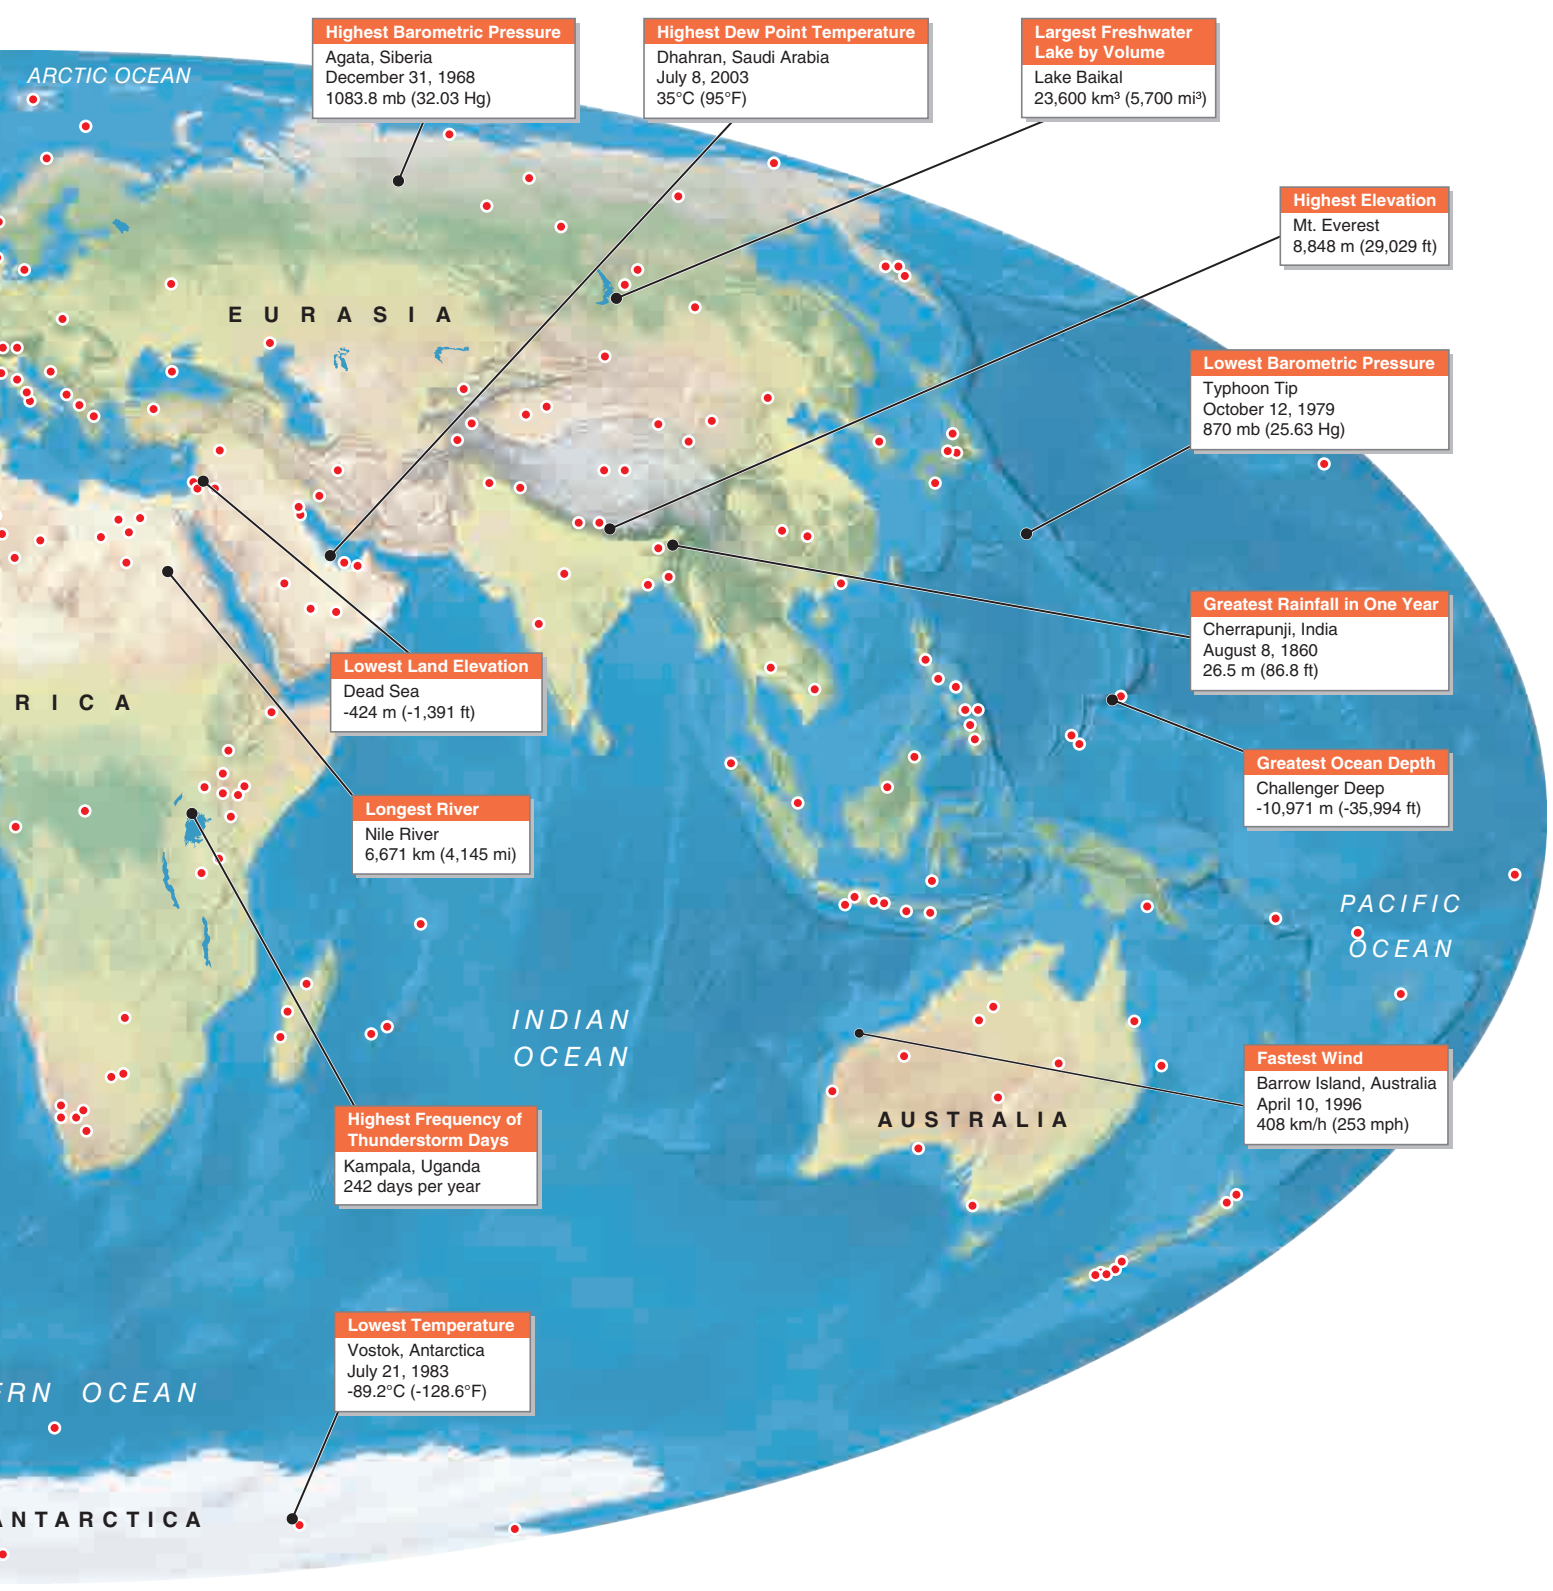 Highest Barometric Pressure
Agata, Siberia
December 31, 1968
1083.8 mb (32.03 Hg)
Highest Dew Point Temperature
Dhahran, Saudi Arabia
July 8, 2003
35°C (95°F)
Largest Freshwater
Lake by Volume
Lake Baikal
23,600 km³ (5,700 mi³)
ARCTIC OCEAN
Highest Elevation
Mt. Everest
8,848 m (29,029 ft)
EURASIA
Lowest Barometric Pressure
Typhoon Tip
October 12, 1979
870 mb (25.63 Hg)
Greatest Rainfall in One Year
Cherrapunji, India
August 8, 1860
26.5 m (86.8 ft)
Lowest Land Elevation
Dead Sea
-424 m (-1,391 ft)
RICA
Greatest Ocean Depth
Challenger Deep
-10,971 m (-35,994 ft)
Longest River
Nile River
6,671 km (4,145 mi)
PACIFIC
OCEAN
INDIAN
OCEAN
Fastest Wind
Barrow Island, Australia
April 10, 1996
408 km/h (253 mph)
AUSTRALIA
Highest Frequency of
Thunderstorm Days
Kampala, Uganda
242 days per year
Lowest Temperature
Vostok, Antarctica
July 21, 1983
-89.2°C (-128.6°F)
ERN OCEAN
ANTARCTICA